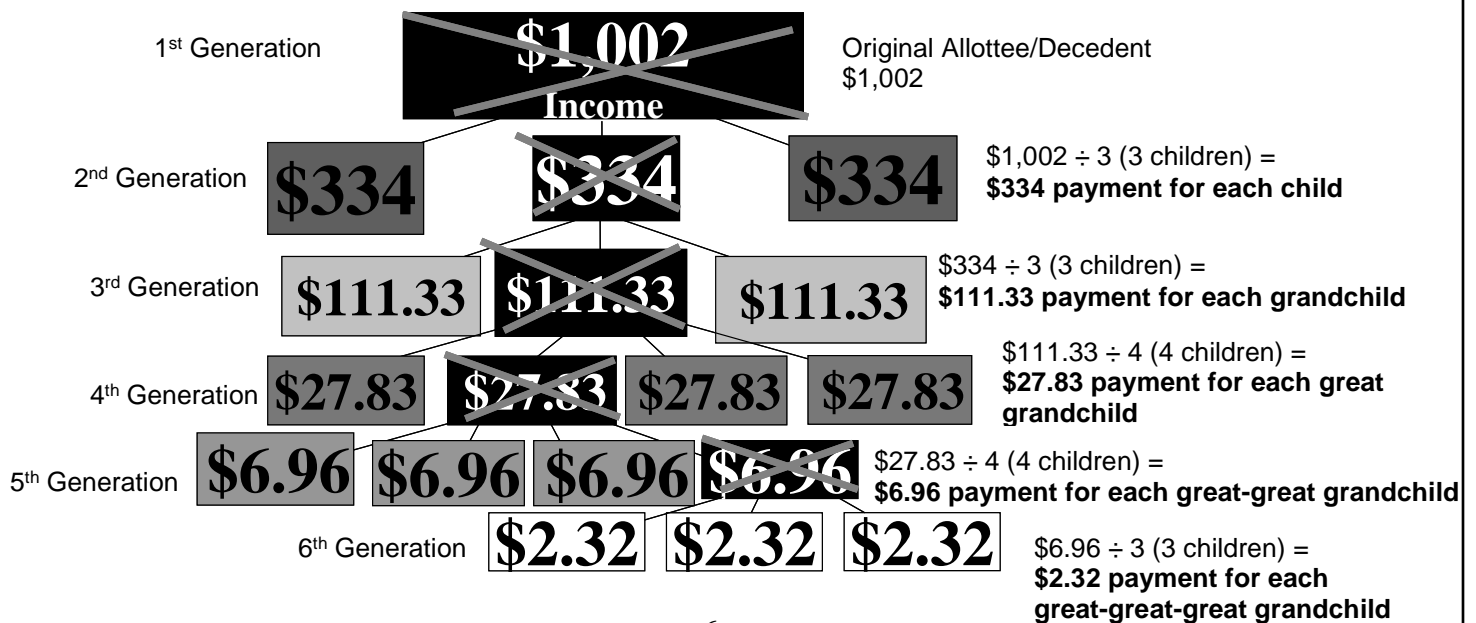 1st Generation
$1,002
Income
Original Allottee/Decedent
$1,002
2nd Generation
$334
$334
$334
$1,002 ÷ 3 (3 children) =
$334 payment for each child
3rd Generation
$111.33
$111.33
$111.33
$334 ÷ 3 (3 children) =
$111.33 payment for each grandchild
4th Generation
$27.83
$27.83
$27.83
$27.83
$111.33 ÷ 4 (4 children) =
$27.83 payment for each great
grandchild
5th Generation
$6.96
$6.96
$6.96
$6.96
$27.83 ÷ 4 (4 children) =
$6.96 payment for each great-great grandchild
6th Generation
$2.32
$2.32
$2.32
$6.96 ÷ 3 (3 children) =
$2.32 payment for each
great-great-great grandchild